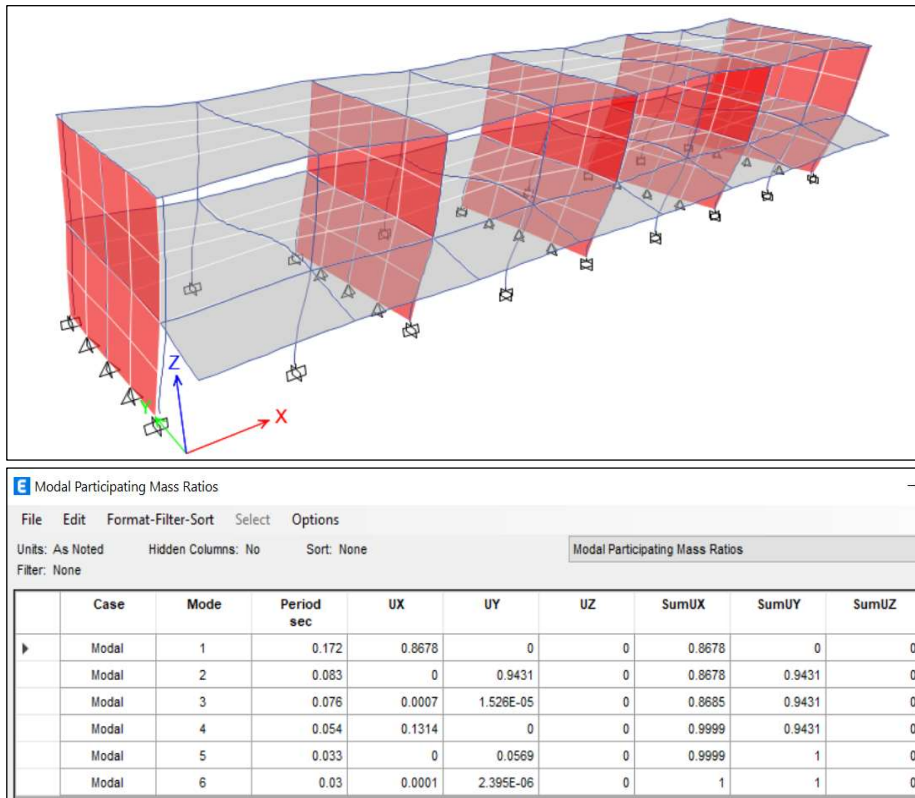 Z
Y
X
E Modal Participating Mass Ratios
File Edit Format-Filter-Sort Select Options
Units: As Noted Hidden Columns: No Sort: None Modal Participating Mass Ratios
Filter: None
Case Mode Period UX UY UZ SumUX SumUY SumUZ
sec
Modal 1 0.172 0.8678 0 0 0.8678 0 0
Modal 2 0.083 0 0.9431 0 0.8678 0.9431 0
Modal 3 0.076 0.0007 1.526E-05 0 0.8685 0.9431 0
Modal 4 0.054 0.1314 0 0 0.9999 0.9431 0
Modal 5 0.033 0 0.0569 0 0.9999 1 0
Modal 6 0.03 0.0001 2.395E-06 0 1 1 0